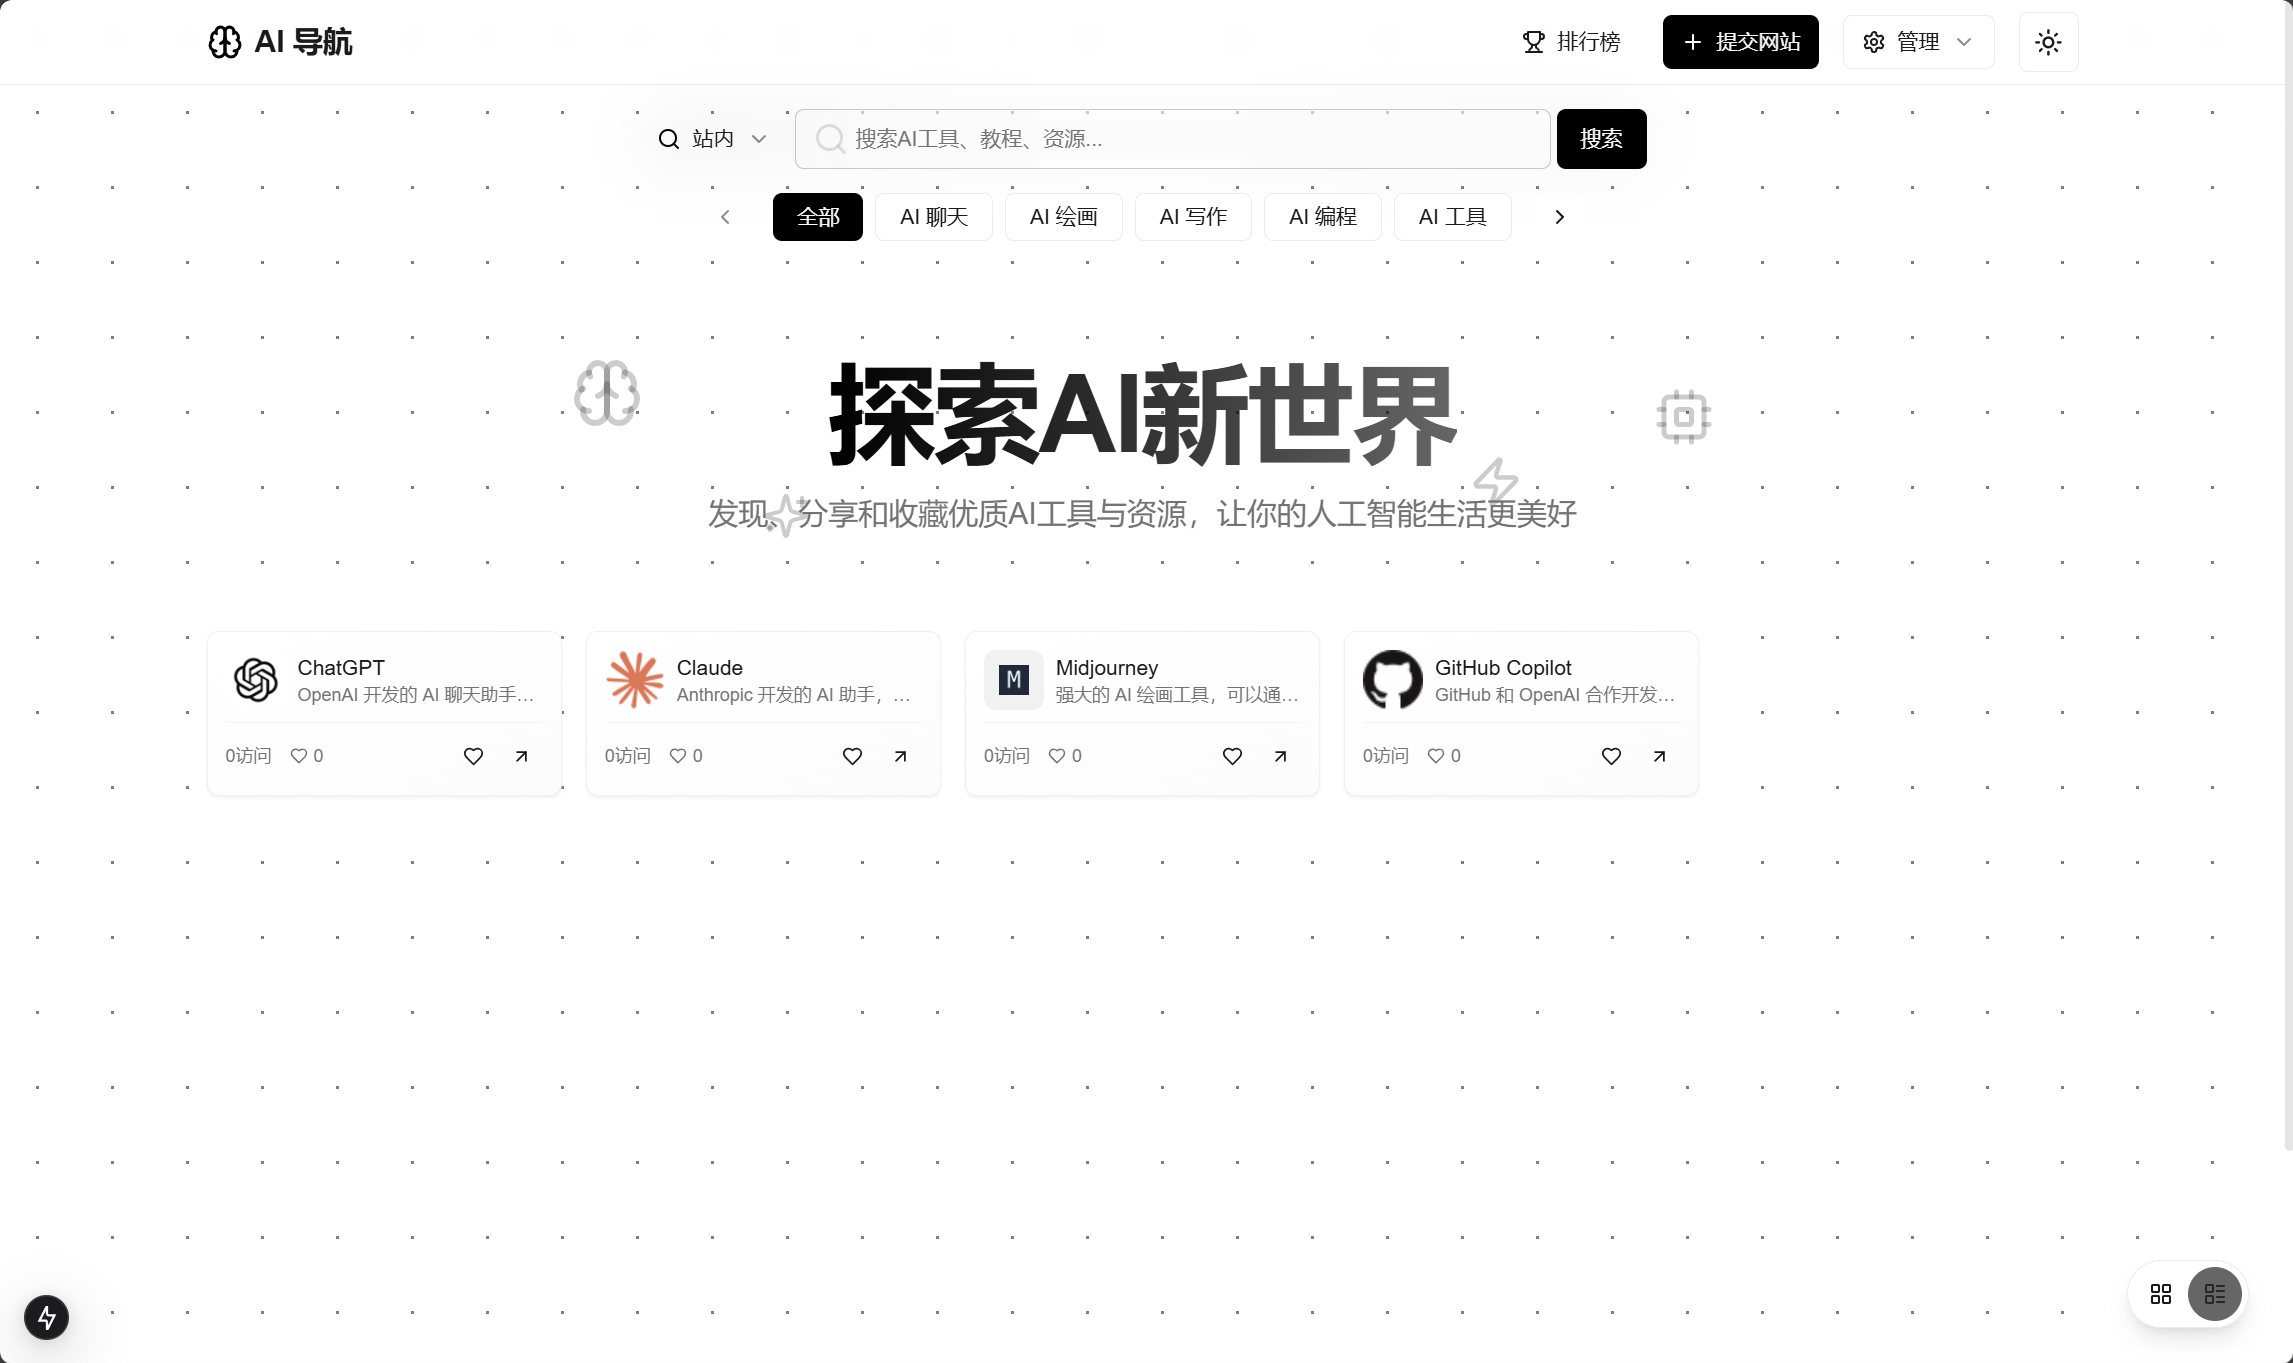 AI 导航
排行榜
提交网站
管理
站内
搜索AI工具、教程、资源...
搜索
全部
AI 聊天
AI 绘画
AI 写作
AI 编程
AI 工具
探索AI新世界
发现、分享和收藏优质AI工具与资源，让你的人工智能生活更美好
ChatGPT
OpenAI 开发的 AI 聊天助手...
0访问
0
Claude
Anthropic 开发的 AI 助手，...
0访问
0
M
Midjourney
强大的 AI 绘画工具，可以通...
0访问
0
GitHub Copilot
GitHub 和 OpenAI 合作开发...
0访问
0